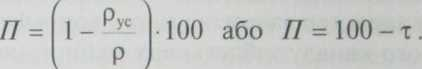 П = (1 − ρус/ρ) · 100 або П = 100 − τ.